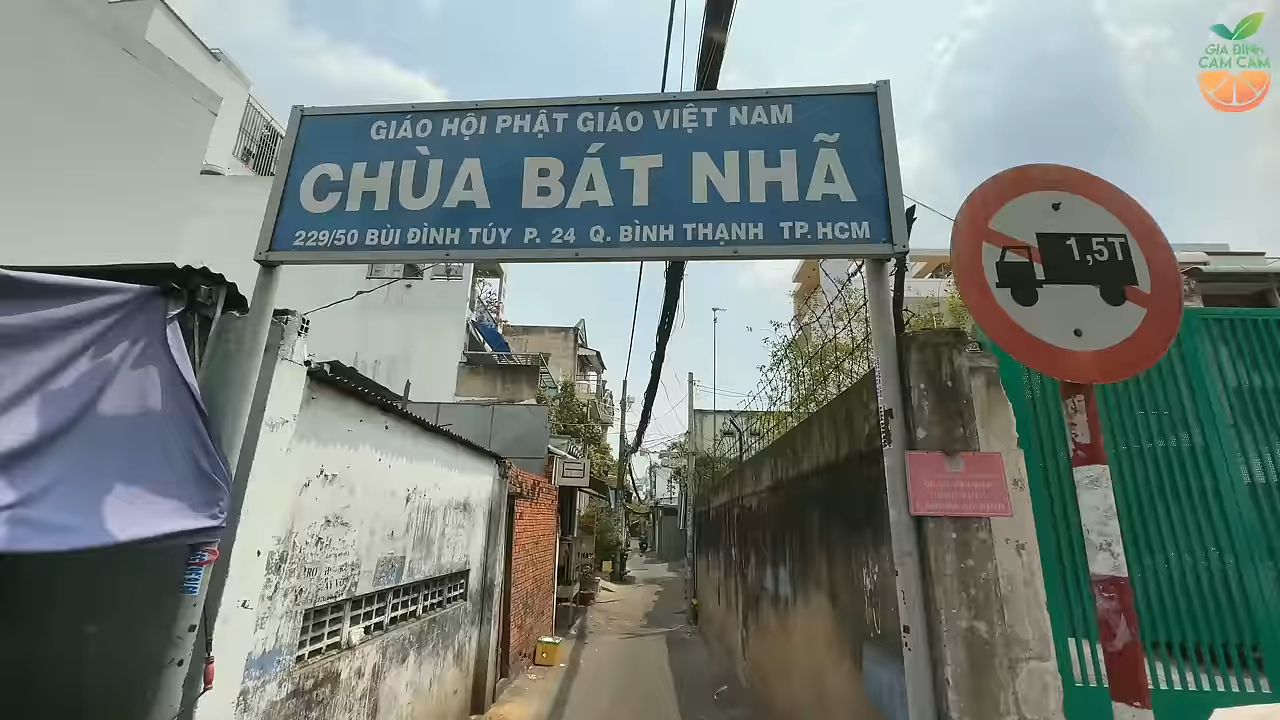 GIA ĐÌNH
CAM CAM
GIÁO HỘI PHẬT GIÁO VIỆT NAM
CHÙA BÁT NHÃ
229/50 BÙI ĐÌNH TÚY P. 24 Q. BÌNH THẠNH TP. HCM
1,5T